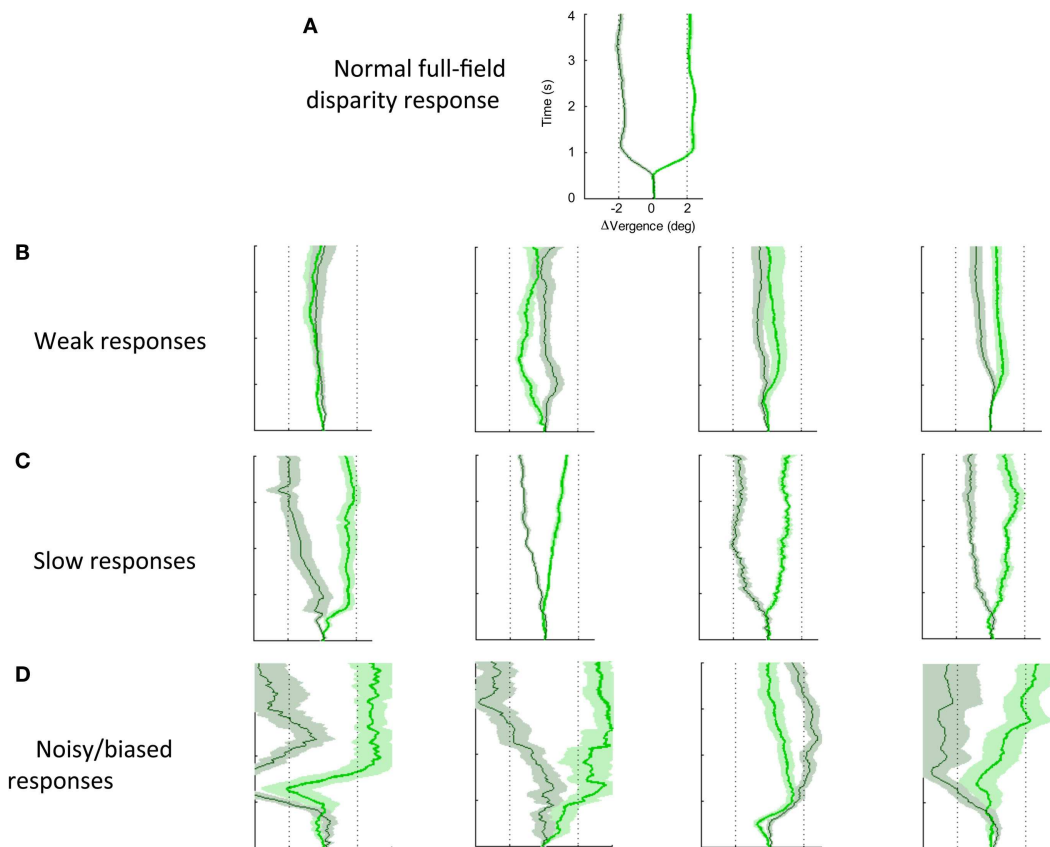 A
Normal full-field
disparity response
Time (s)
4
3
2
1
0
-2 0 2
ΔVergence (deg)
B
Weak responses
C
Slow responses
D
Noisy/biased
responses